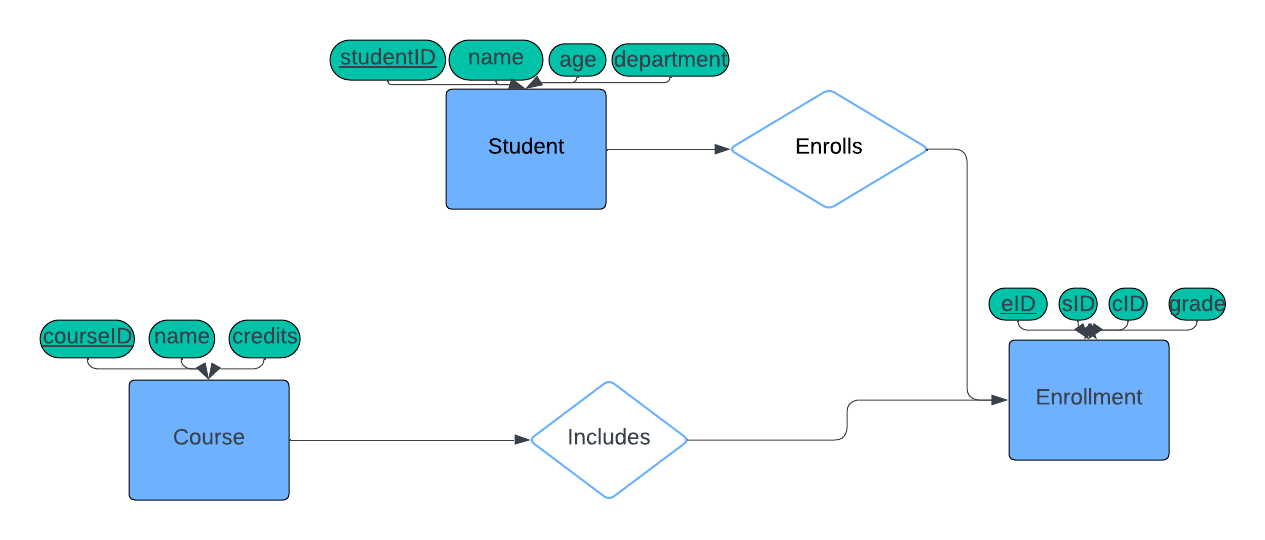 studentID
name
age
department
Student
Enrolls
eID
sID
cID
grade
courseID
name
credits
Enrollment
Course
Includes